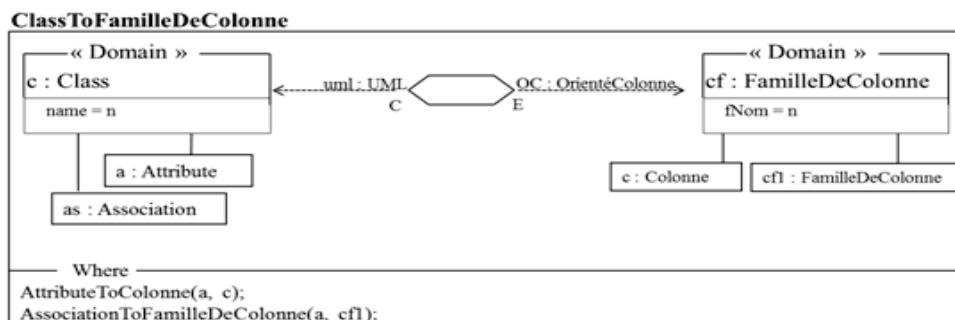 ClassToFamilleDeColonne
« Domain »
« Domain »
c : Class
uml : UML
OC : OrientéColonne
cf : FamilleDeColonne
C
E
name = n
fNom = n
a : Attribute
c : Colonne
cf1 : FamilleDeColonne
as : Association
Where
AttributeToColonne(a, c);
AssociationToFamilleDeColonne(a, cf1);